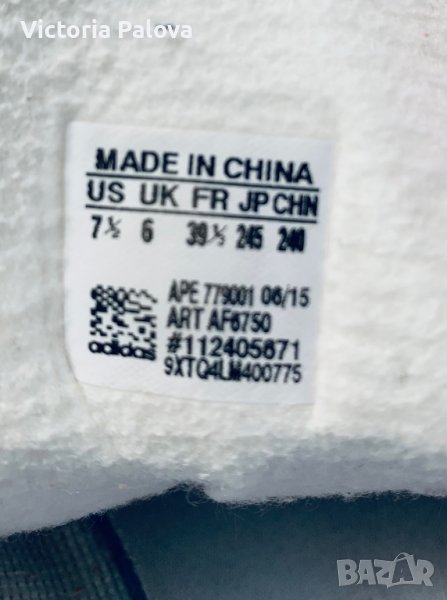 Victoria Palova
MADE IN CHINA
US UK FR JP CHN
7½ 6 39⅓ 245 240
APE 779001 06/15
ART AF6750
#112405671
9XTQ4LM400775
adidas
BAZAR